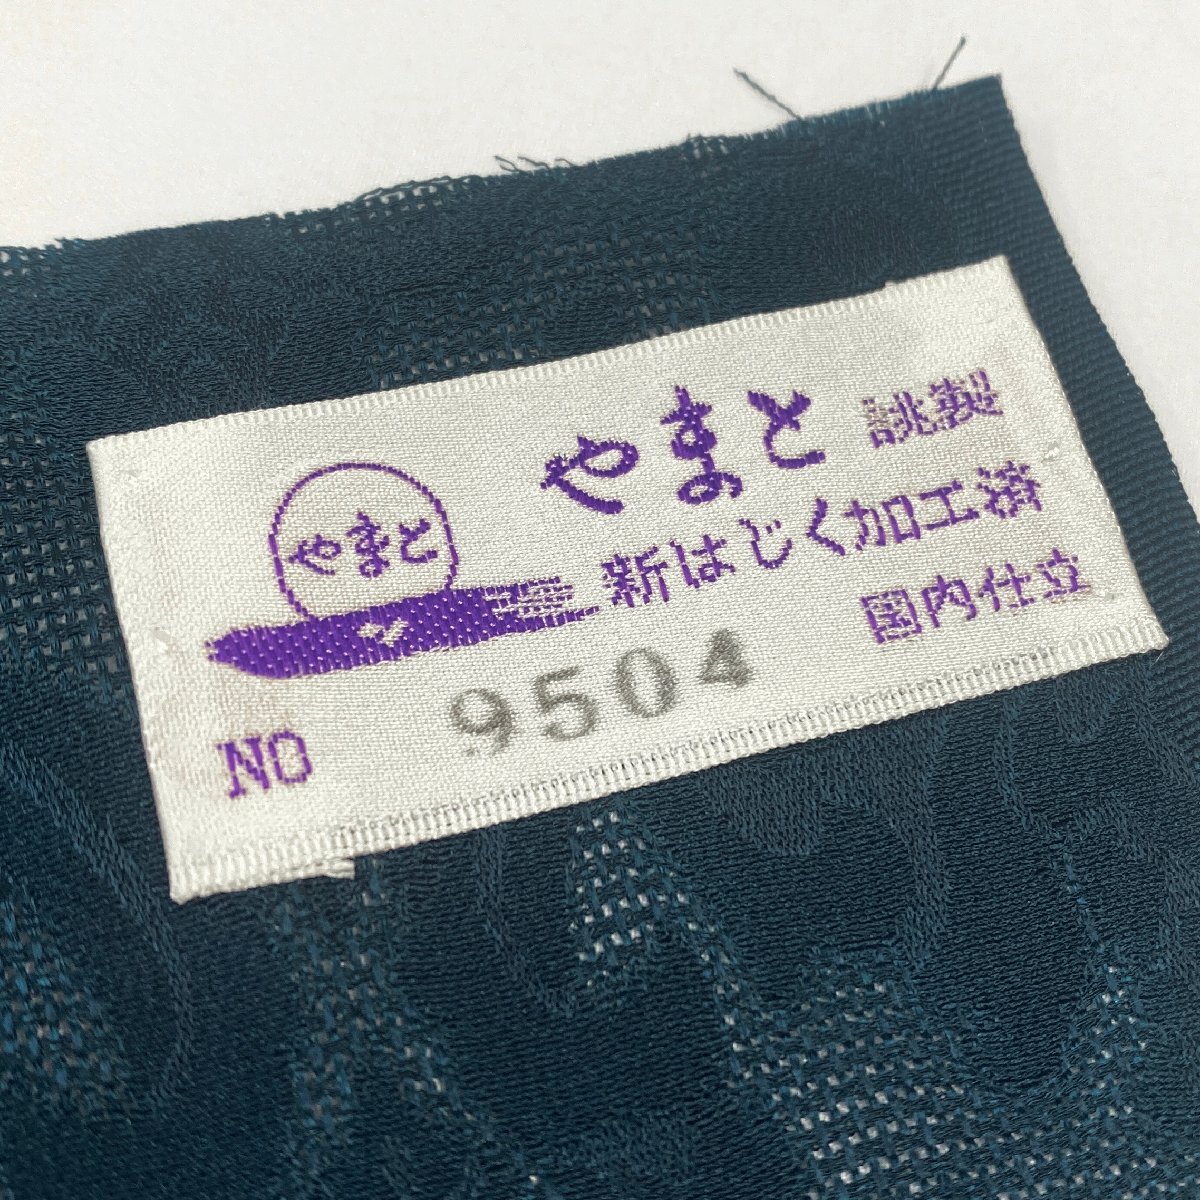 やまと
やまと 誂製
新はじく加工済
国内仕立
NO 9504